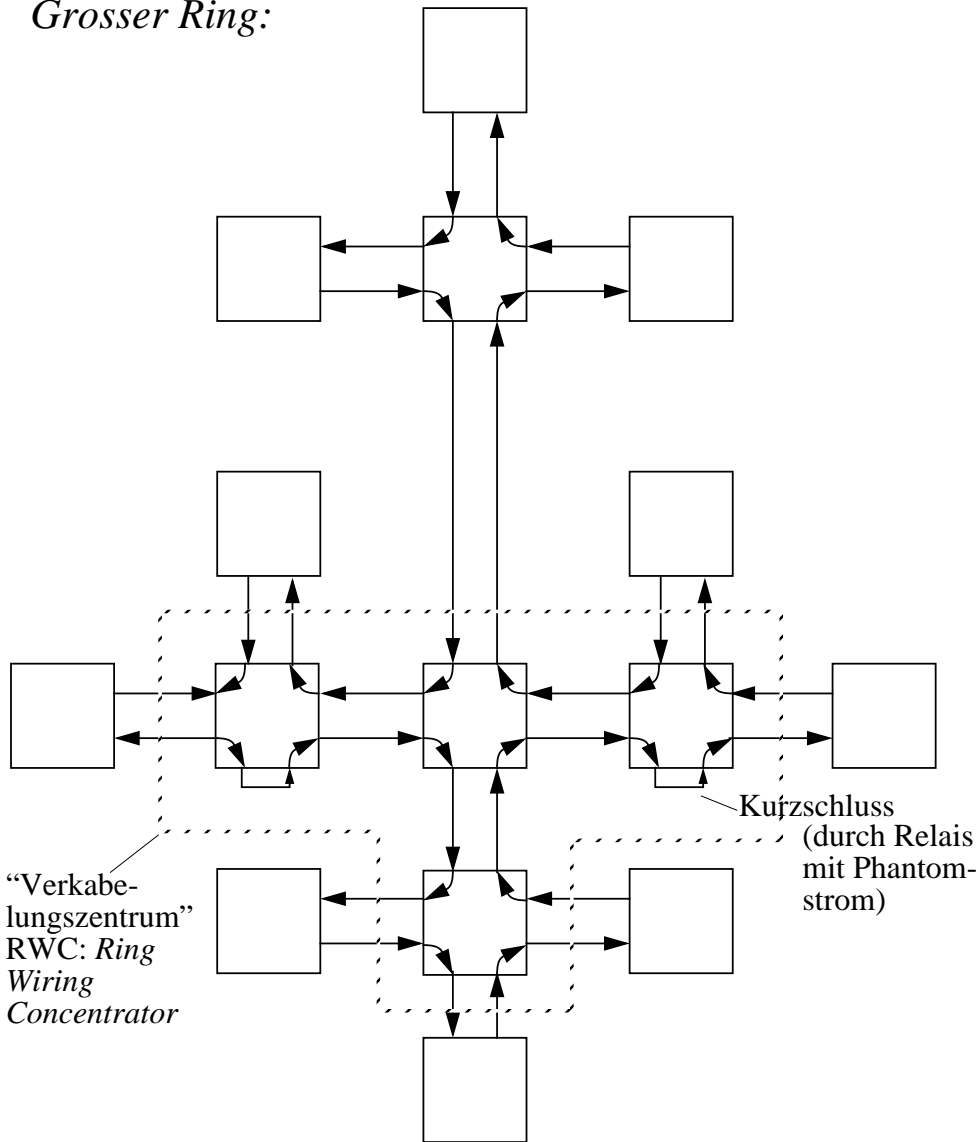 Grosser Ring:
Kurzschluss
(durch Relais
mit Phantom-
strom)
“Verkabe-
lungszentrum”
RWC: Ring
Wiring
Concentrator